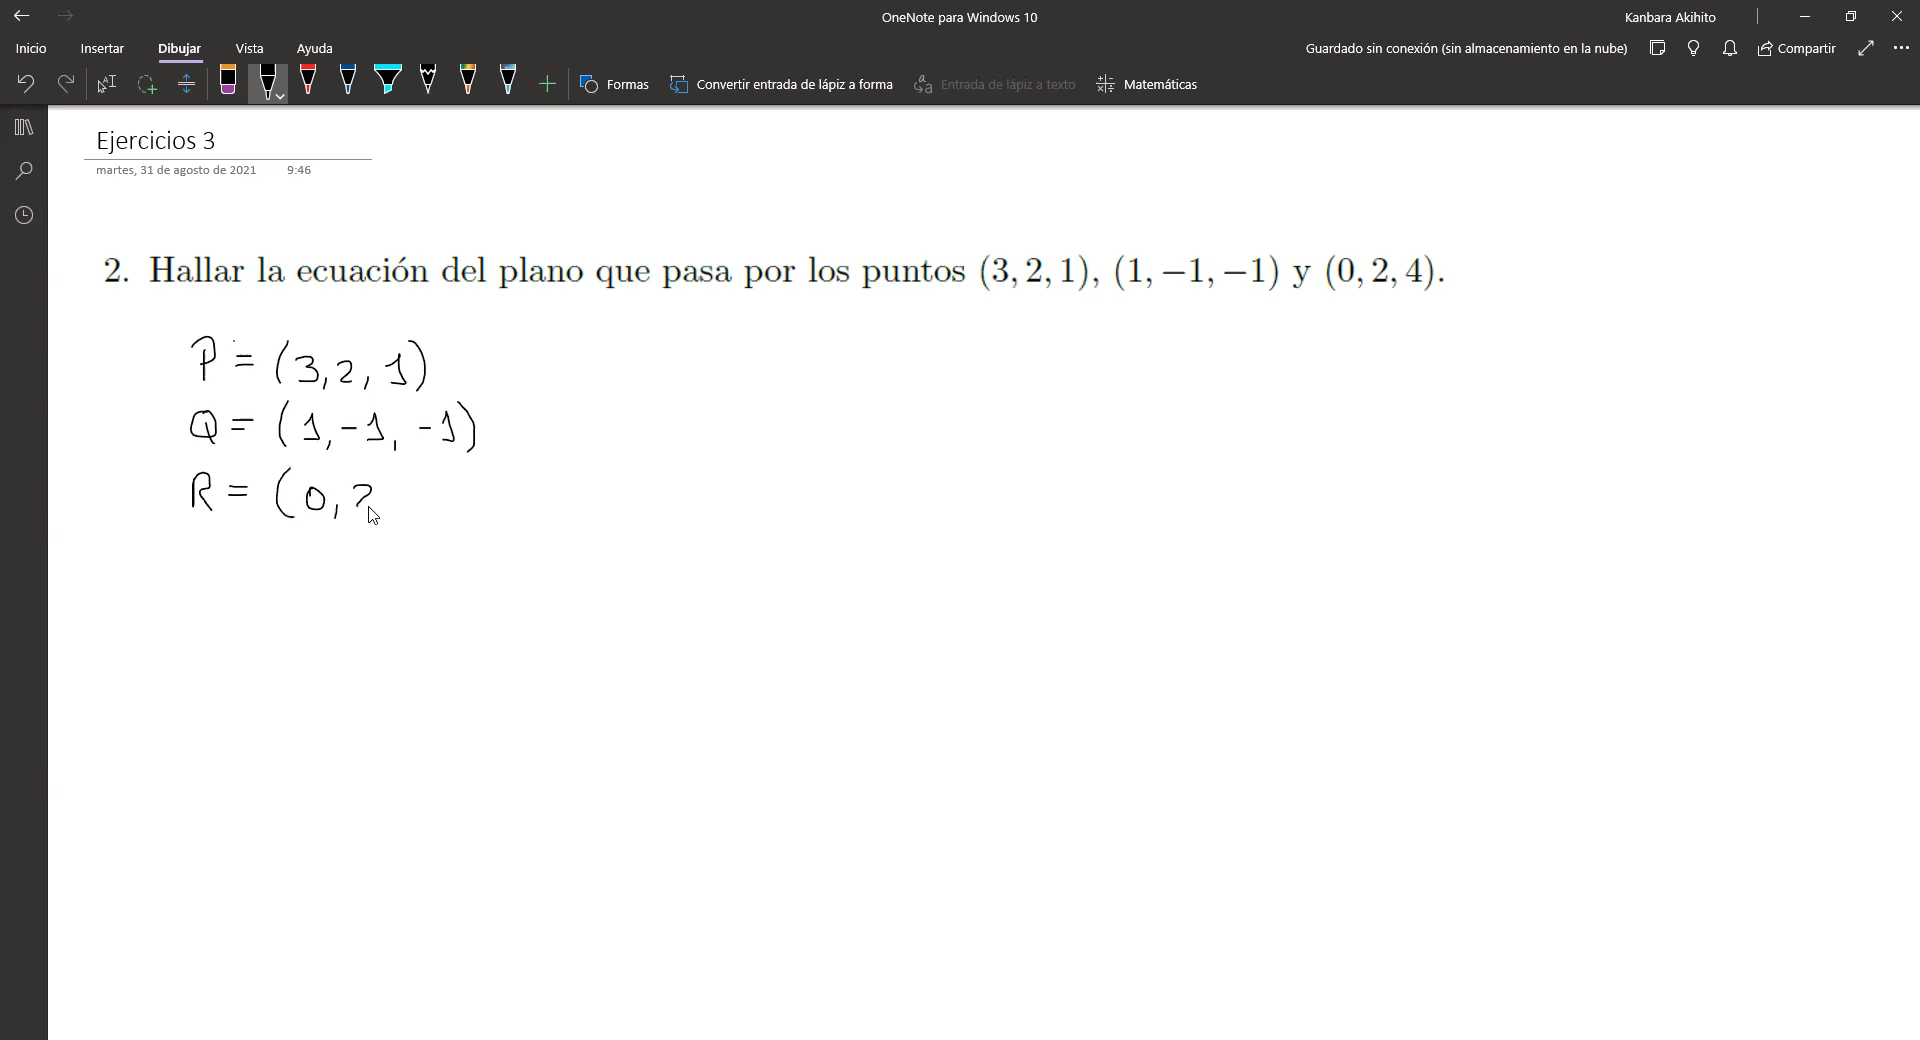 OneNote para Windows 10
Kanbara Akihito
Inicio Insertar Dibujar Vista Ayuda
Guardado sin conexión (sin almacenamiento en la nube) Compartir
Formas Convertir entrada de lápiz a forma Entrada de lápiz a texto Matemáticas
Ejercicios 3
martes, 31 de agosto de 2021 9:46
2. Hallar la ecuación del plano que pasa por los puntos (3, 2, 1), (1, −1, −1) y (0, 2, 4).
P = (3, 2, 1)
Q = (1, -1, -1)
R = (0, 2